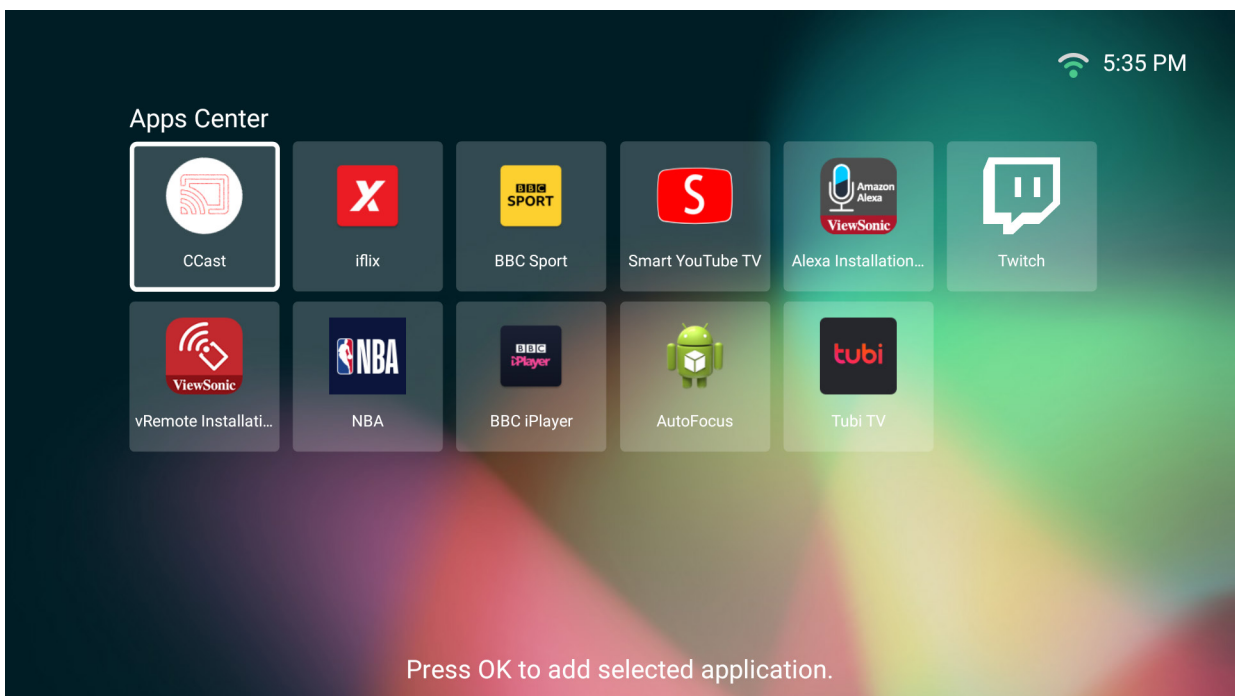 5:35 PM
Apps Center
CCast
X
iflix
BBC
SPORT
BBC Sport
S
Smart YouTube TV
Amazon
Alexa
ViewSonic
Alexa Installation...
Twitch
ViewSonic
vRemote Installati...
NBA
NBA
BBC
iPlayer
BBC iPlayer
AutoFocus
tubi
Tubi TV
Press OK to add selected application.